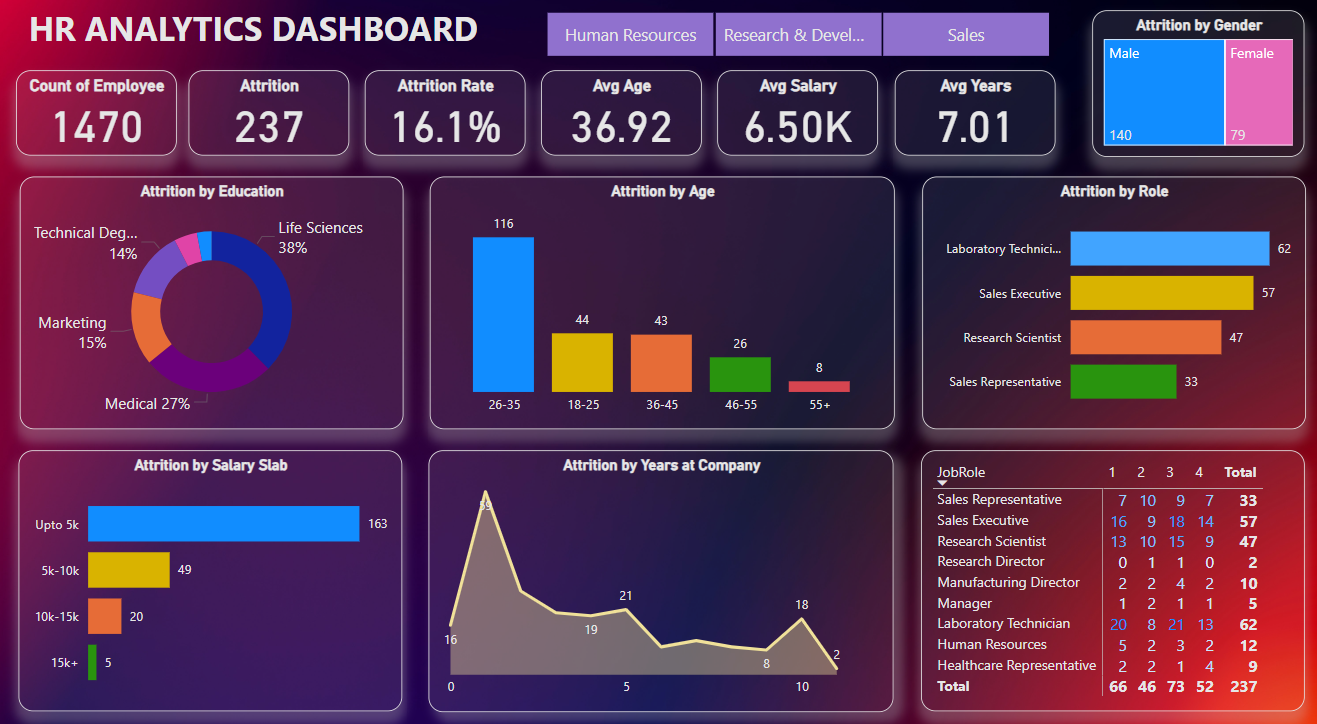 HR ANALYTICS DASHBOARD
Human Resources
Research & Devel...
Sales
Count of Employee
1470
Attrition
237
Attrition Rate
16.1%
Avg Age
36.92
Avg Salary
6.50K
Avg Years
7.01
Attrition by Gender
Male
Female
140
79
Attrition by Education
Life Sciences
38%
Technical Deg...
14%
Marketing
15%
Medical 27%
Attrition by Age
116
44
43
26
8
26-35
18-25
36-45
46-55
55+
Attrition by Role
Laboratory Technici...
62
Sales Executive
57
Research Scientist
47
Sales Representative
33
Attrition by Salary Slab
Upto 5k
163
5k-10k
49
10k-15k
20
15k+
5
Attrition by Years at Company
59
16
19
21
8
18
2
0
5
10
JobRole 1 2 3 4 Total
Sales Representative 7 10 9 7 33
Sales Executive 16 9 18 14 57
Research Scientist 13 10 15 9 47
Research Director 0 1 1 0 2
Manufacturing Director 2 2 4 2 10
Manager 1 2 1 1 5
Laboratory Technician 20 8 21 13 62
Human Resources 5 2 3 2 12
Healthcare Representative 2 2 1 4 9
Total 66 46 73 52 237